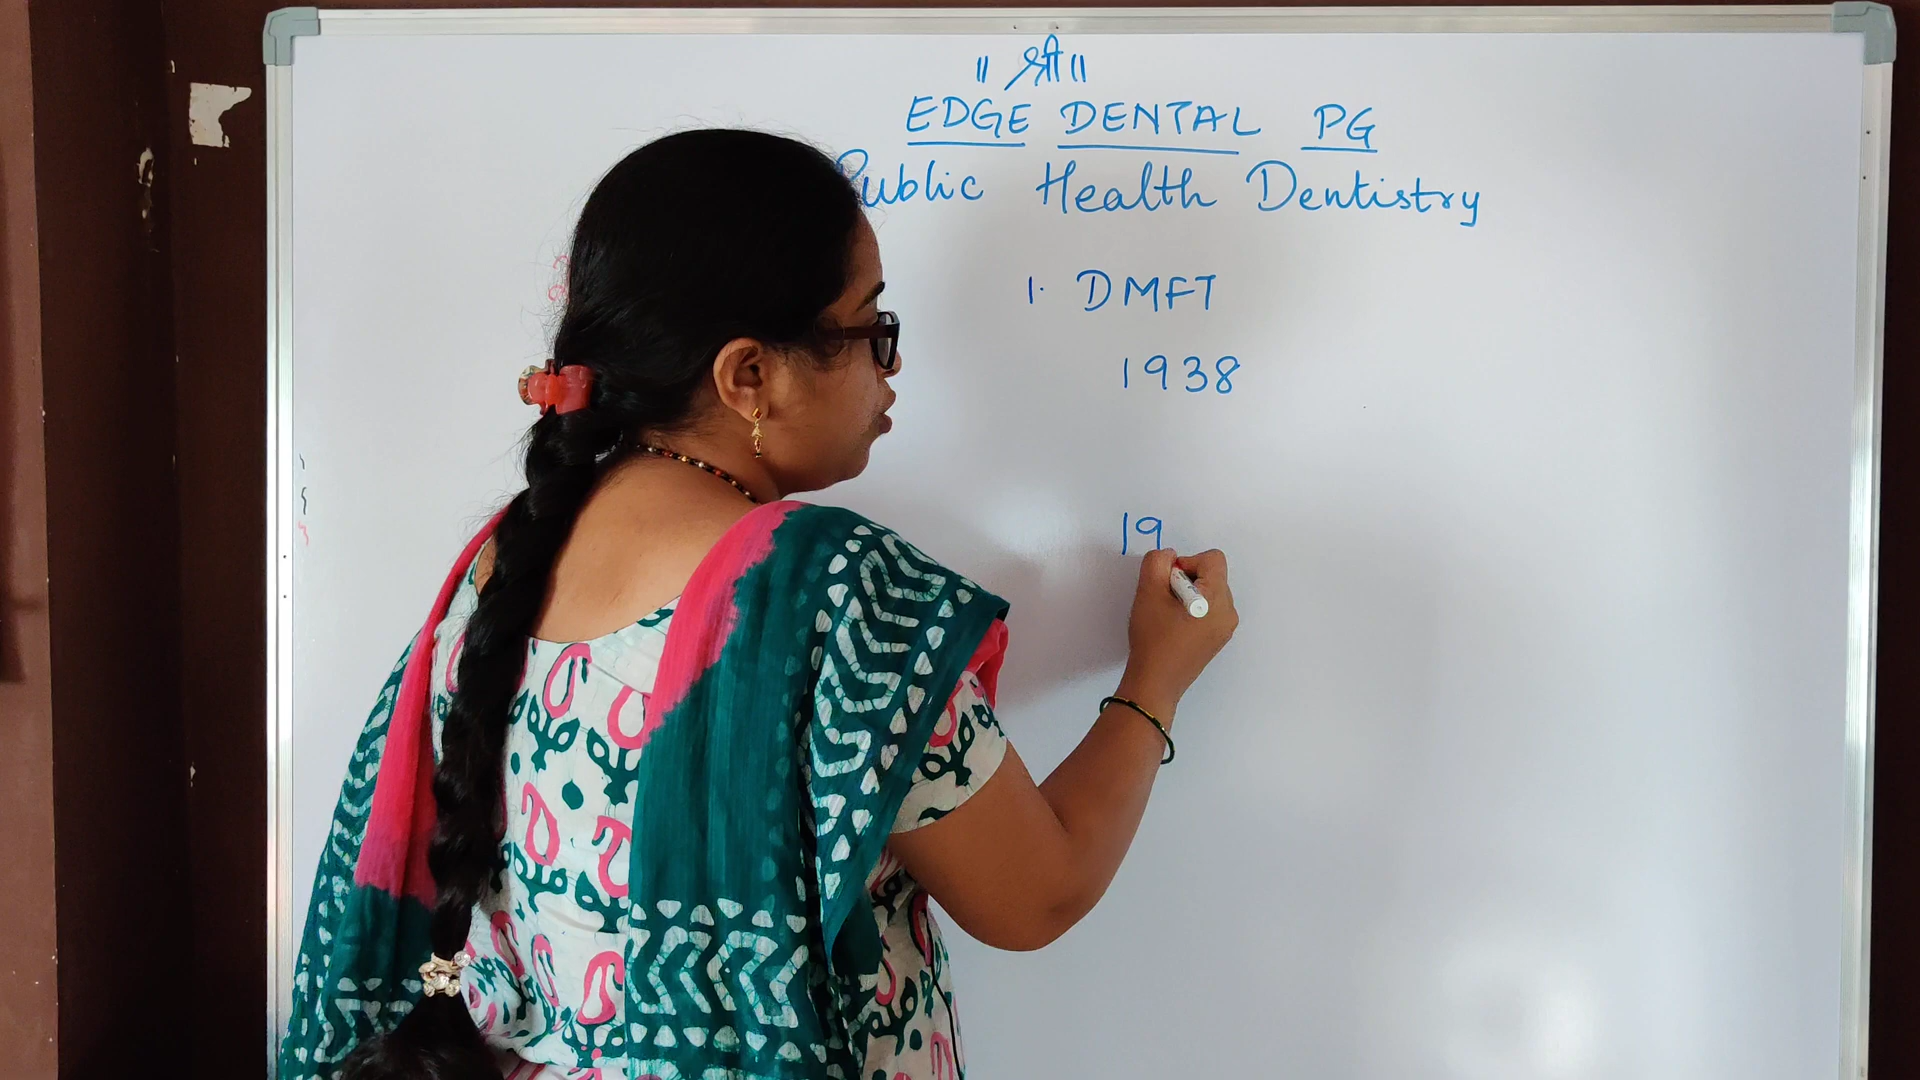 ॥ श्री ॥
EDGE DENTAL PG
Public Health Dentistry
1. DMFT
1938
19